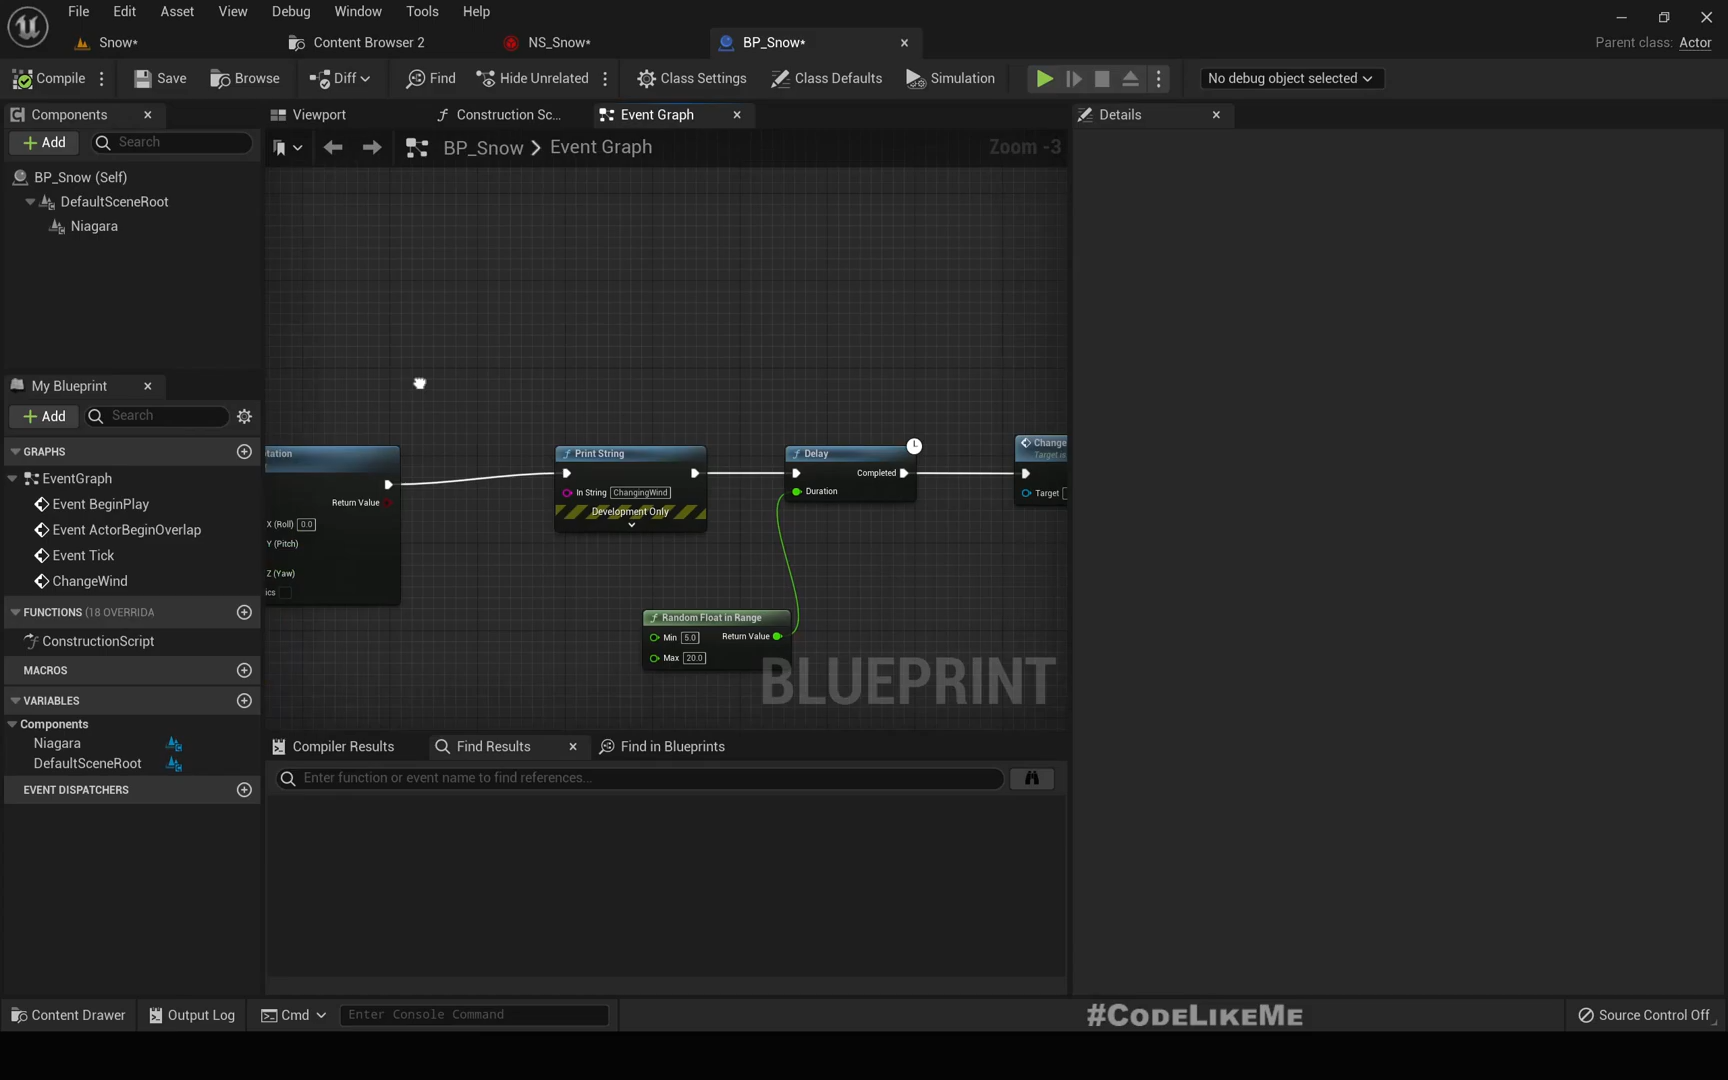 File Edit Asset View Debug Window Tools Help
Snow* Content Browser 2 NS_Snow* BP_Snow* Parent class: Actor
Compile Save Browse Diff Find Hide Unrelated Class Settings Class Defaults Simulation No debug object selected
Components Viewport Construction Sc... Event Graph Details
Add Search BP_Snow Event Graph Zoom -3
BP_Snow (Self)
DefaultSceneRoot
Niagara
My Blueprint
Add Search
GRAPHS
EventGraph
Event BeginPlay
Event ActorBeginOverlap
Event Tick
ChangeWind
FUNCTIONS (18 OVERRIDA
ConstructionScript
MACROS
VARIABLES
Components
Niagara
DefaultSceneRoot
EVENT DISPATCHERS
tation
Return Value
X (Roll) 0.0
Y (Pitch)
Z (Yaw)
ics
Print String
In String ChangingWind
Development Only
Delay
Completed
Duration
Change
Target is
Target
Random Float in Range
Min 5.0 Return Value
Max 20.0
BLUEPRINT
Compiler Results Find Results Find in Blueprints
Enter function or event name to find references...
Content Drawer Output Log Cmd Enter Console Command #CODELIKEME Source Control Off